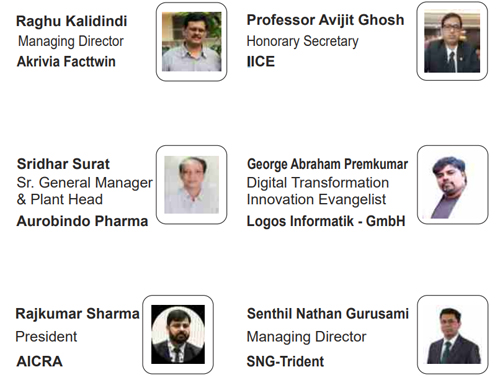 Raghu Kalidindi
Managing Director
Akrivia Facttwin
Professor Avijit Ghosh
Honorary Secretary
IICE
Sridhar Surat
Sr. General Manager
& Plant Head
Aurobindo Pharma
George Abraham Premkumar
Digital Transformation
Innovation Evangelist
Logos Informatik - GmbH
Rajkumar Sharma
President
AICRA
Senthil Nathan Gurusami
Managing Director
SNG-Trident